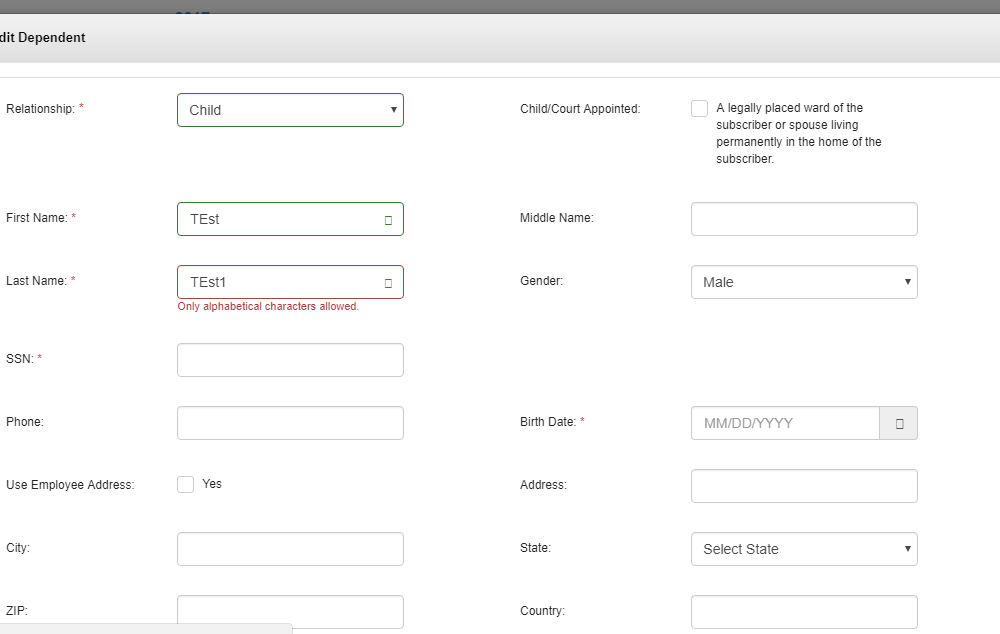 dit Dependent
Relationship: *
Child
Child/Court Appointed:
A legally placed ward of the
subscriber or spouse living
permanently in the home of the
subscriber.
First Name: *
TEst
Middle Name:
Last Name: *
TEst1
Only alphabetical characters allowed.
Gender:
Male
SSN: *
Phone:
Birth Date: *
MM/DD/YYYY
Use Employee Address:
Yes
Address:
City:
State:
Select State
ZIP:
Country: